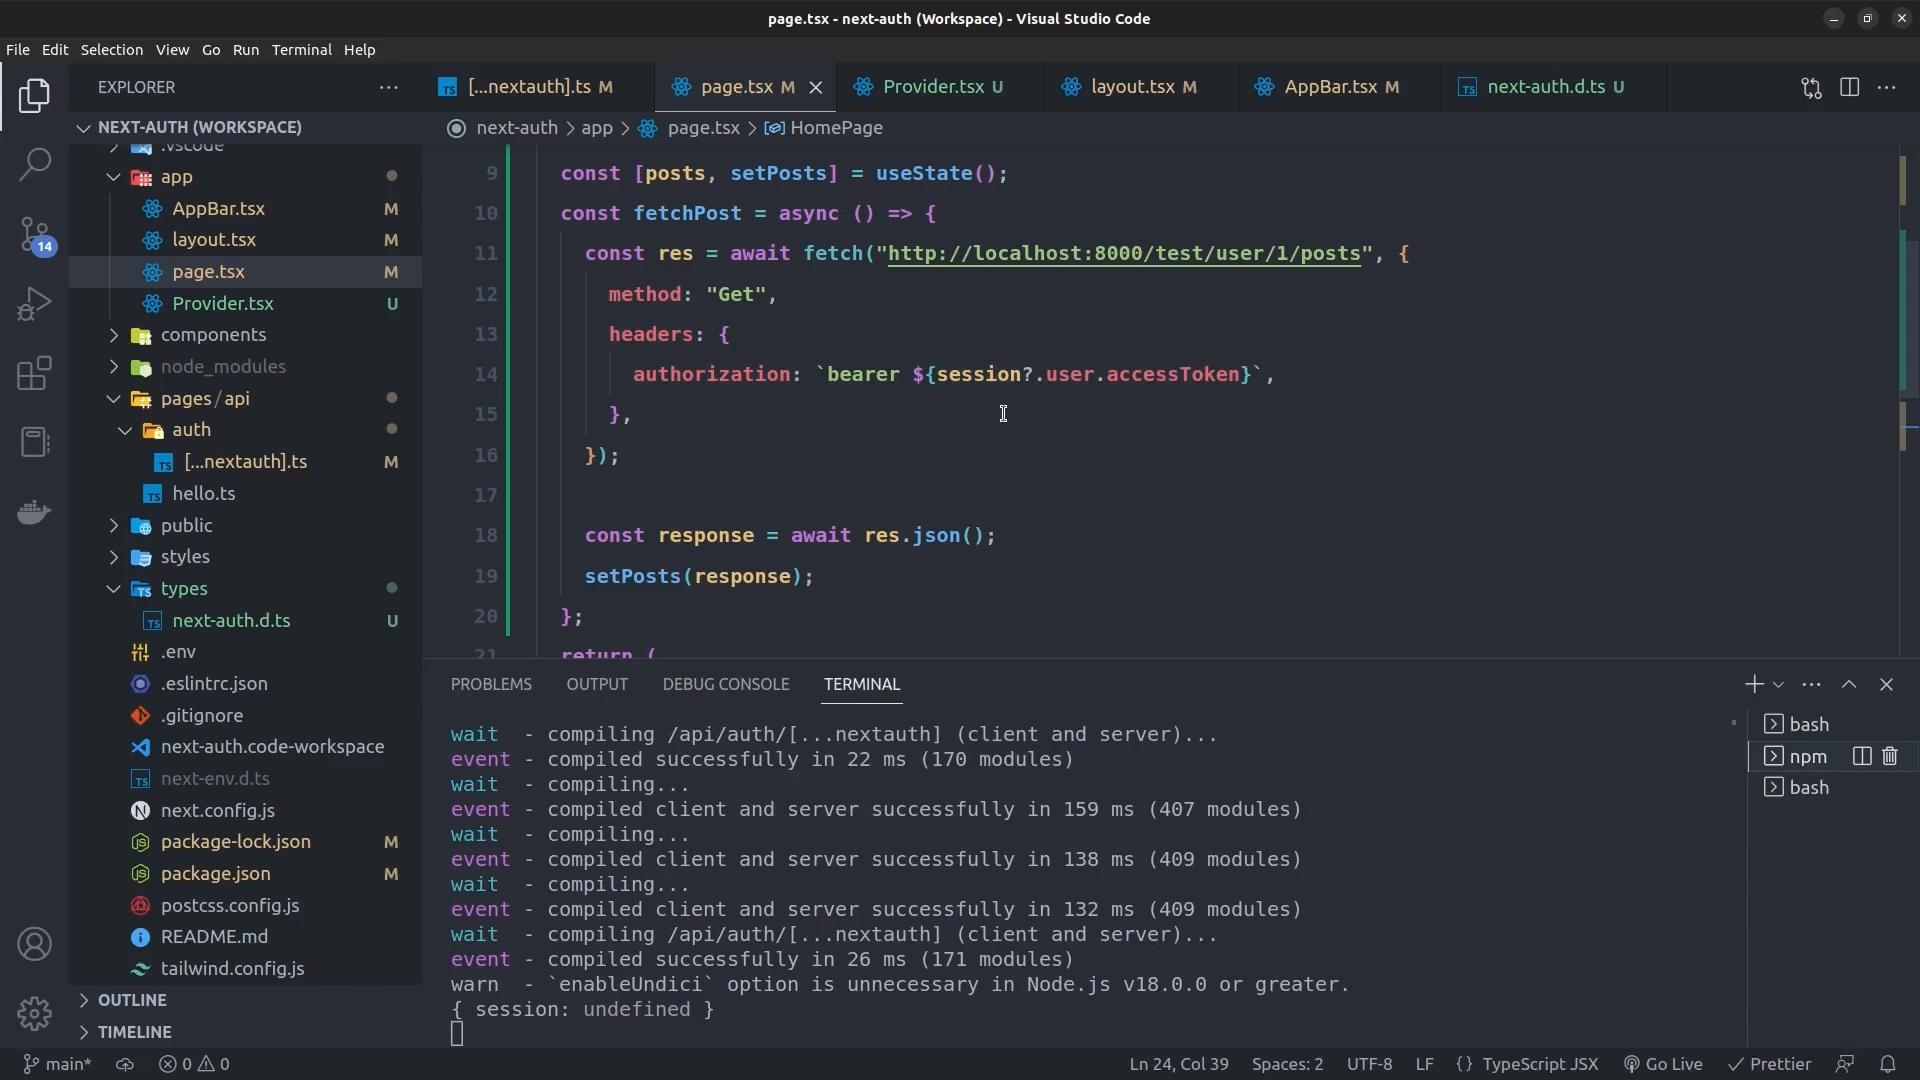 page.tsx - next-auth (Workspace) - Visual Studio Code
File Edit Selection View Go Run Terminal Help
EXPLORER
NEXT-AUTH (WORKSPACE)
.vscode
app
AppBar.tsx M
layout.tsx M
page.tsx M
Provider.tsx U
components
node_modules
pages/api
auth
[...nextauth].ts M
hello.ts
public
styles
types
next-auth.d.ts U
.env
.eslintrc.json
.gitignore
next-auth.code-workspace
next-env.d.ts
next.config.js
package-lock.json M
package.json M
postcss.config.js
README.md
tailwind.config.js
OUTLINE
TIMELINE
14
[...nextauth].ts M page.tsx M Provider.tsx U layout.tsx M AppBar.tsx M next-auth.d.ts U
next-auth > app > page.tsx > HomePage
9 const [posts, setPosts] = useState();
10 const fetchPost = async () => {
11 const res = await fetch("http://localhost:8000/test/user/1/posts", {
12 method: "Get",
13 headers: {
14 authorization: `bearer ${session?.user.accessToken}`,
15 },
16 });
17
18 const response = await res.json();
19 setPosts(response);
20 };
21 return (
PROBLEMS OUTPUT DEBUG CONSOLE TERMINAL
wait - compiling /api/auth/[...nextauth] (client and server)...
event - compiled successfully in 22 ms (170 modules)
wait - compiling...
event - compiled client and server successfully in 159 ms (407 modules)
wait - compiling...
event - compiled client and server successfully in 138 ms (409 modules)
wait - compiling...
event - compiled client and server successfully in 132 ms (409 modules)
wait - compiling /api/auth/[...nextauth] (client and server)...
event - compiled successfully in 26 ms (171 modules)
warn - `enableUndici` option is unnecessary in Node.js v18.0.0 or greater.
{ session: undefined }
bash
npm
bash
main* 0 0 Ln 24, Col 39 Spaces: 2 UTF-8 LF {} TypeScript JSX Go Live Prettier